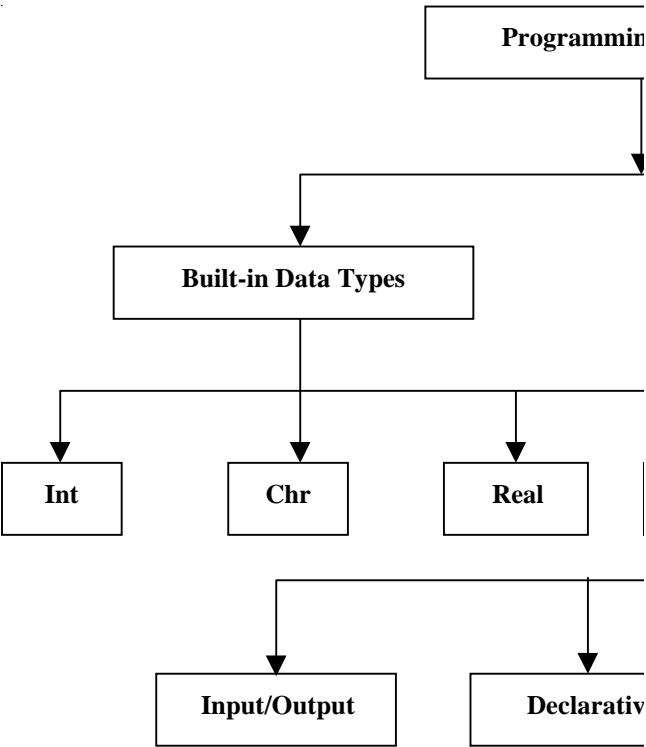 Programmin
Built-in Data Types
Int
Chr
Real
Input/Output
Declarativ